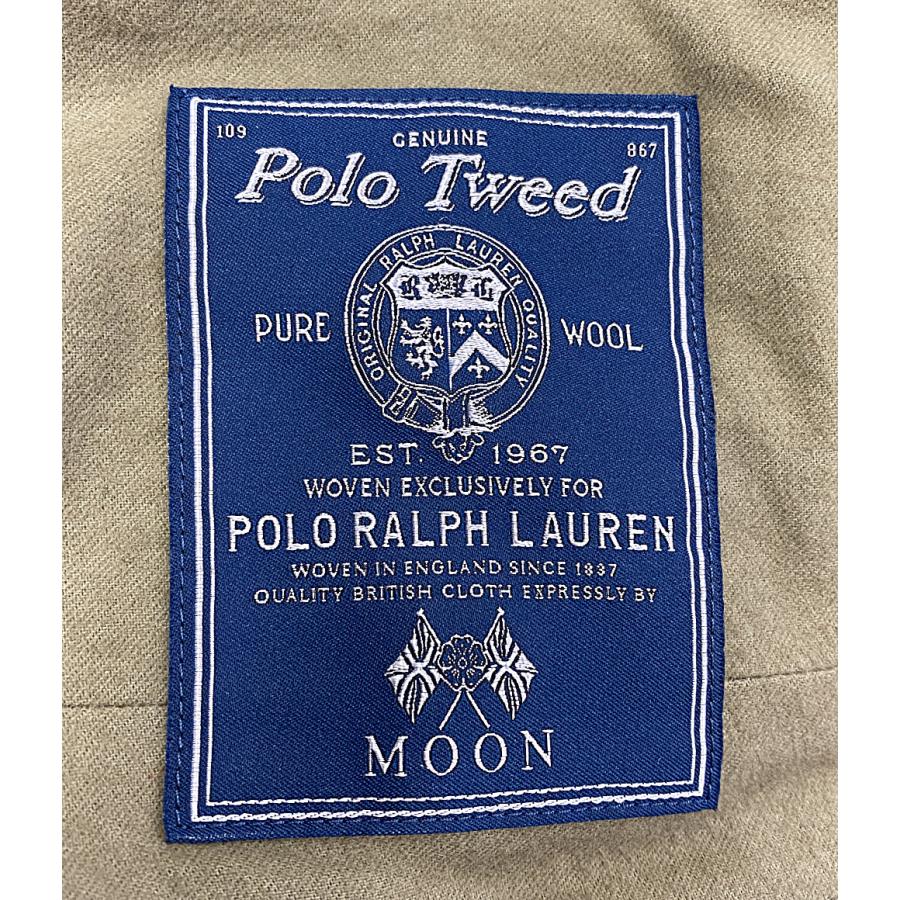 109
867
GENUINE
Polo Tweed
ORIGINAL RALPH LAUREN QUALITY
R L
PURE WOOL
EST. 1967
WOVEN EXCLUSIVELY FOR
POLO RALPH LAUREN
WOVEN IN ENGLAND SINCE 1837
QUALITY BRITISH CLOTH EXPRESSLY BY
MOON